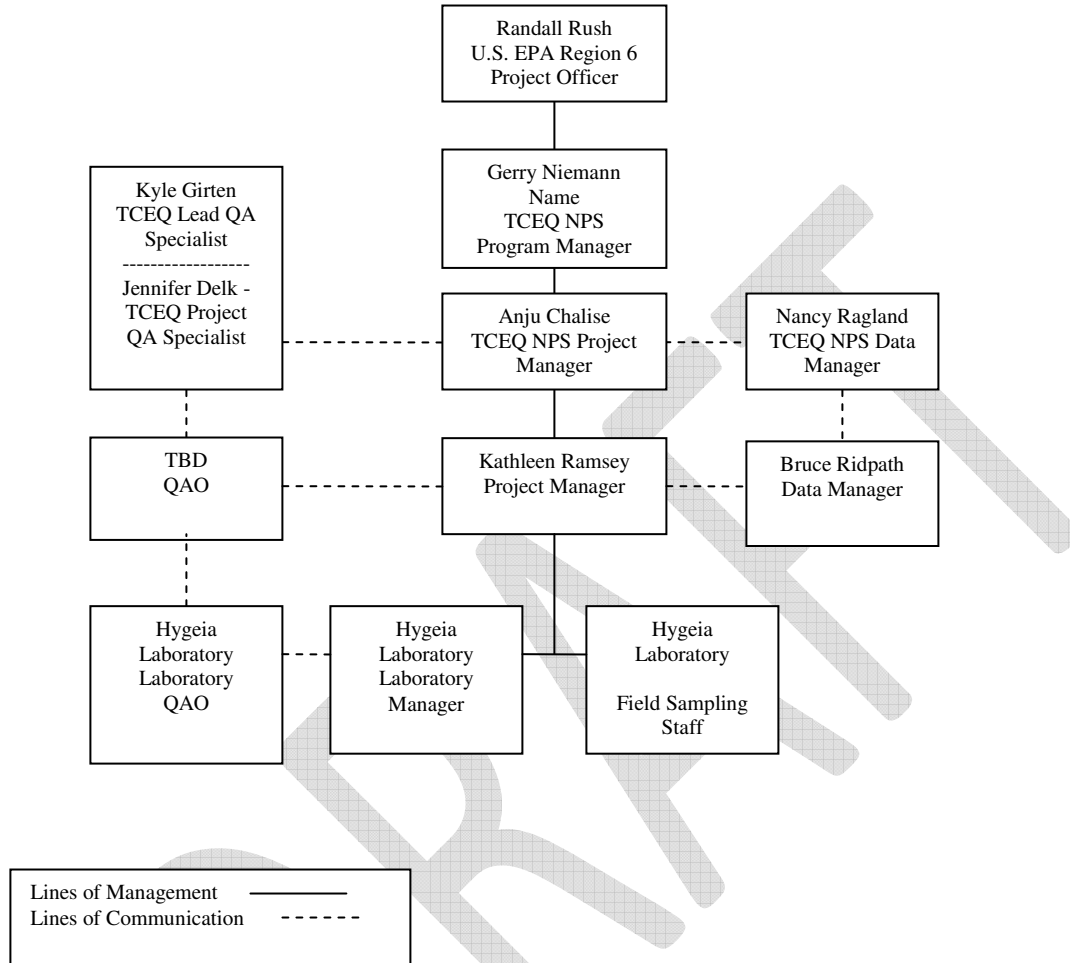 Randall Rush
U.S. EPA Region 6
Project Officer
Gerry Niemann
Name
TCEQ NPS
Program Manager
Kyle Girten
TCEQ Lead QA
Specialist
------------------
Jennifer Delk -
TCEQ Project
QA Specialist
Anju Chalise
TCEQ NPS Project
Manager
Nancy Ragland
TCEQ NPS Data
Manager
TBD
QAO
Kathleen Ramsey
Project Manager
Bruce Ridpath
Data Manager
Hygeia
Laboratory
Laboratory
QAO
Hygeia
Laboratory
Laboratory
Manager
Hygeia
Laboratory
Field Sampling
Staff
Lines of Management
Lines of Communication
DRAFT